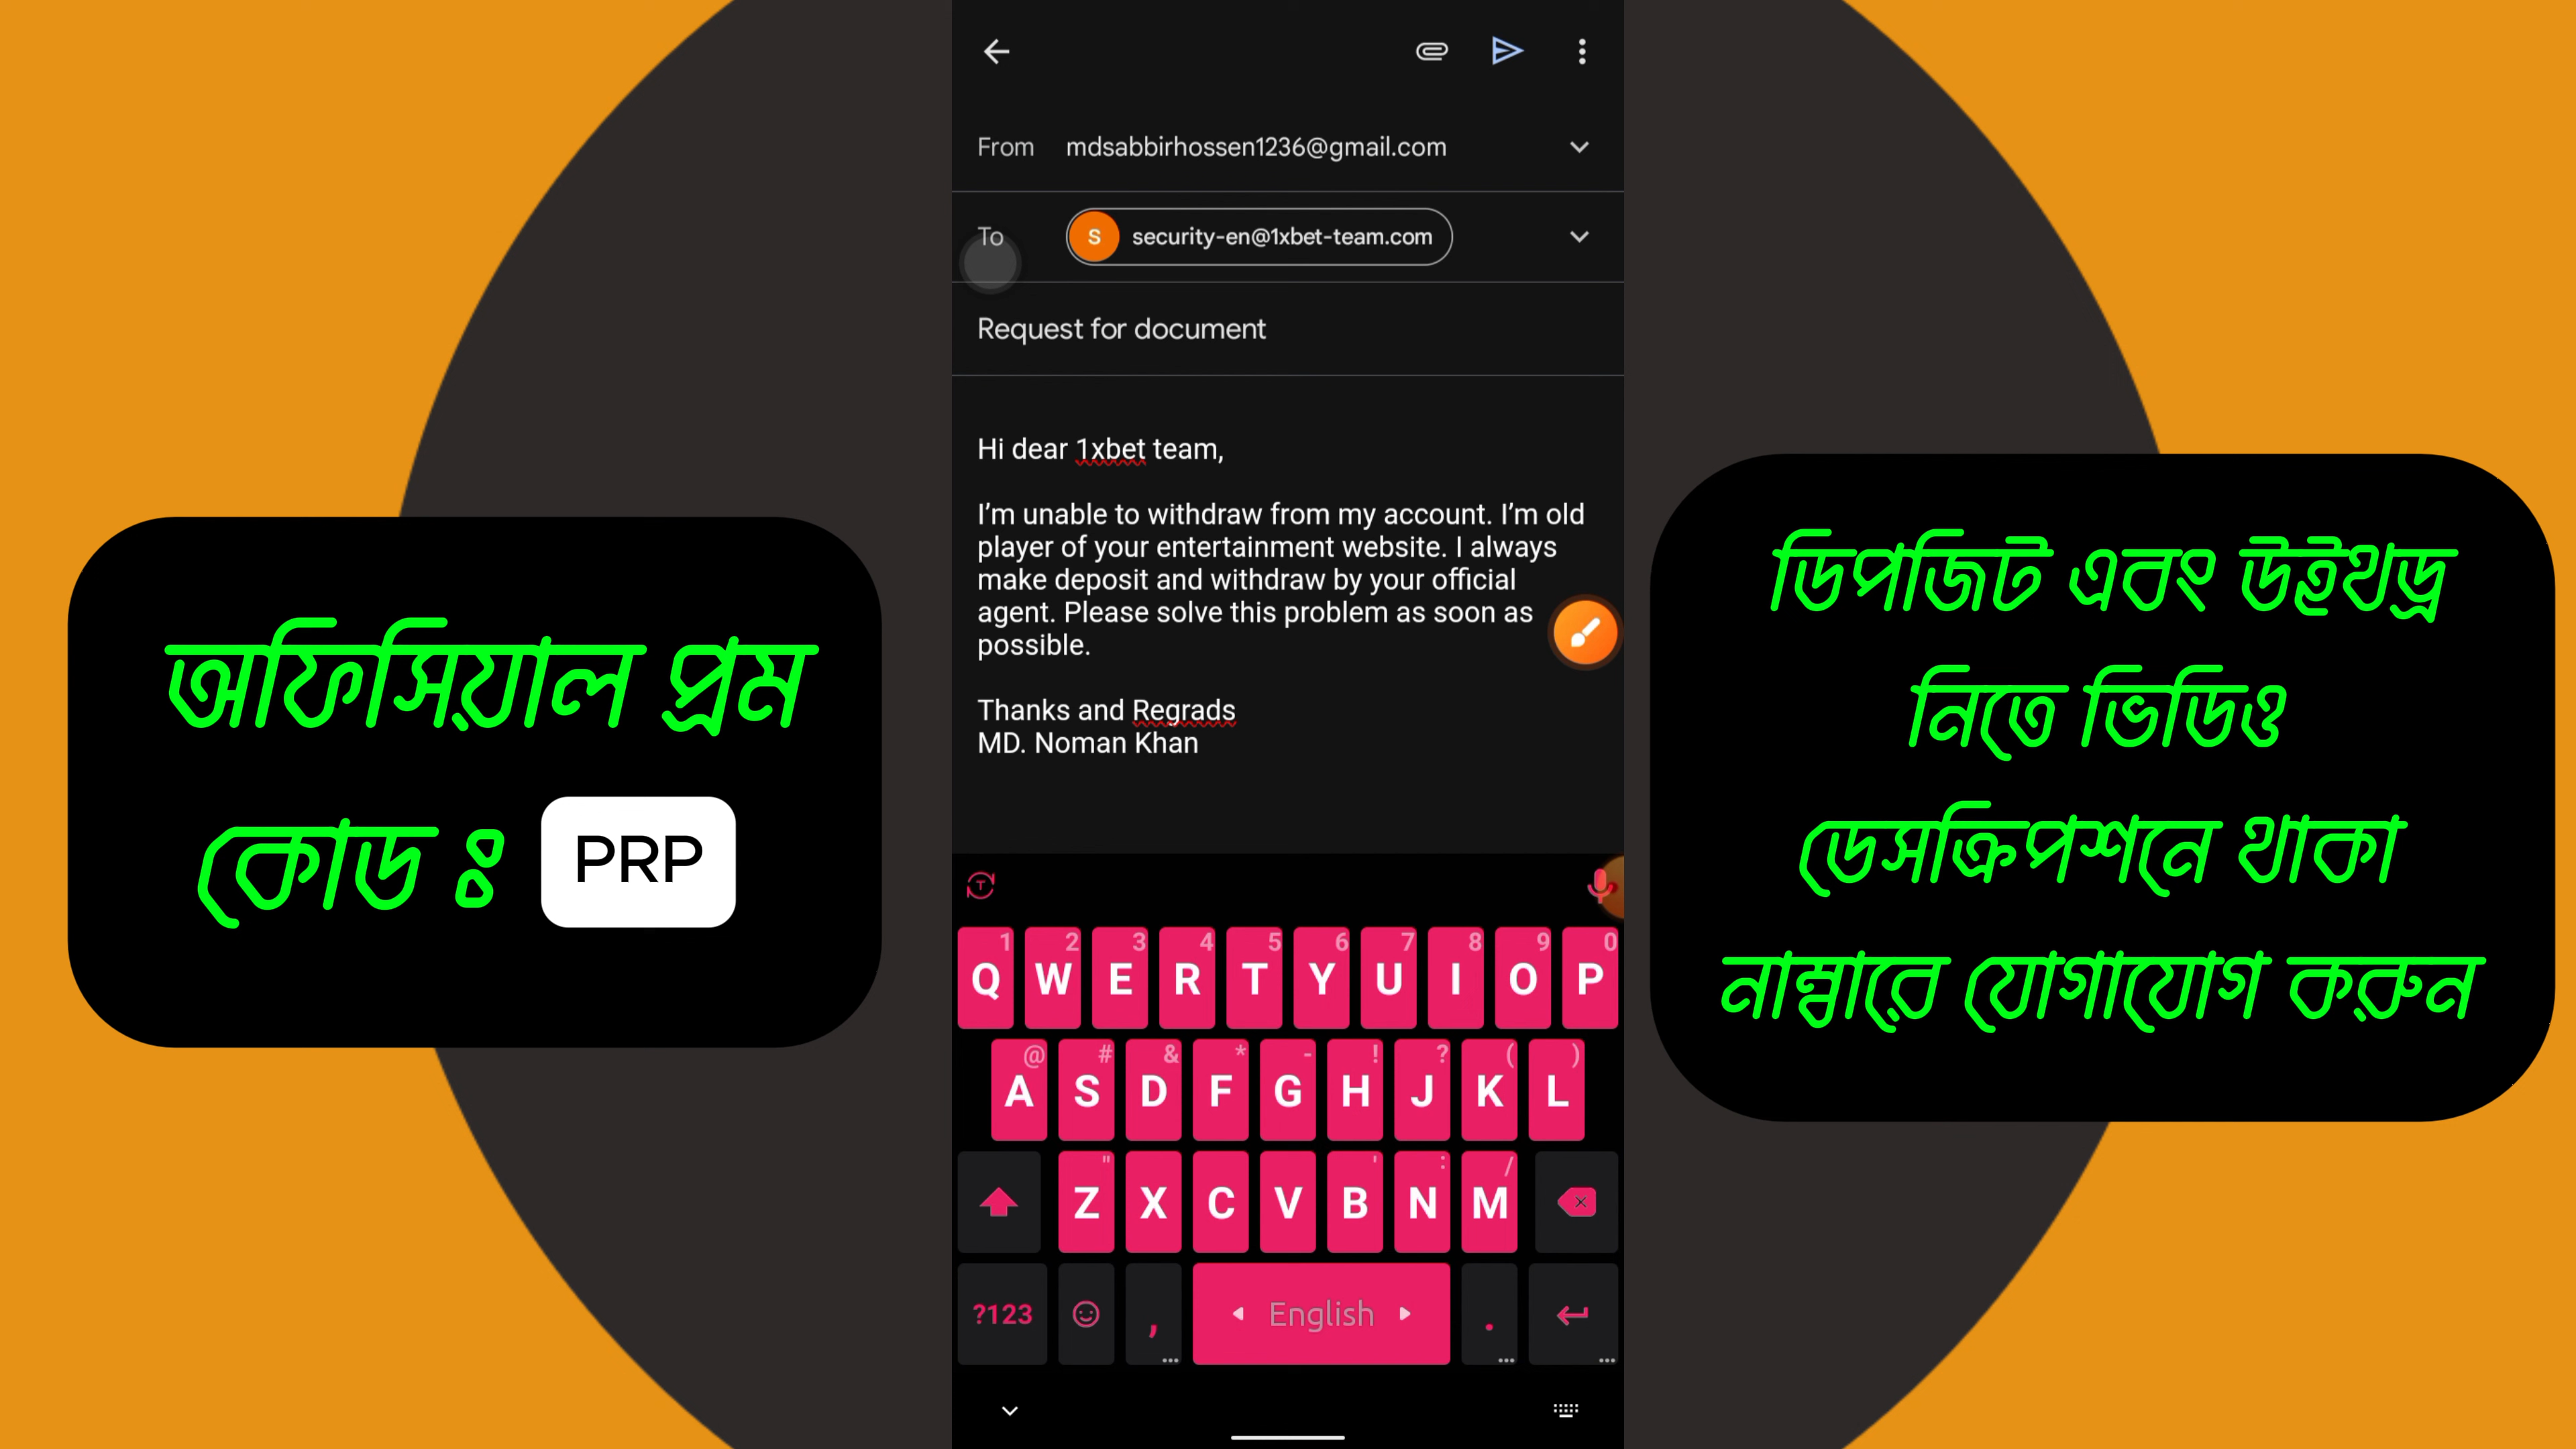 অফিসিয়াল প্রম
কোড ঃ PRP
From mdsabbirhossen1236@gmail.com
To S security-en@1xbet-team.com
Request for document
Hi dear 1xbet team,
I'm unable to withdraw from my account. I'm old
player of your entertainment website. I always
make deposit and withdraw by your official
agent. Please solve this problem as soon as
possible.
Thanks and Regrads
MD. Noman Khan
1 2 3 4 5 6 7 8 9 0
Q W E R T Y U I O P
@ # & * - ! ? ( )
A S D F G H J K L
" ' : /
Z X C V B N M
?123 , English .
ডিপজিট এবং উইথড্র
নিতে ভিডিও
ডেসক্রিপশনে থাকা
নাম্বারে যোগাযোগ করুন